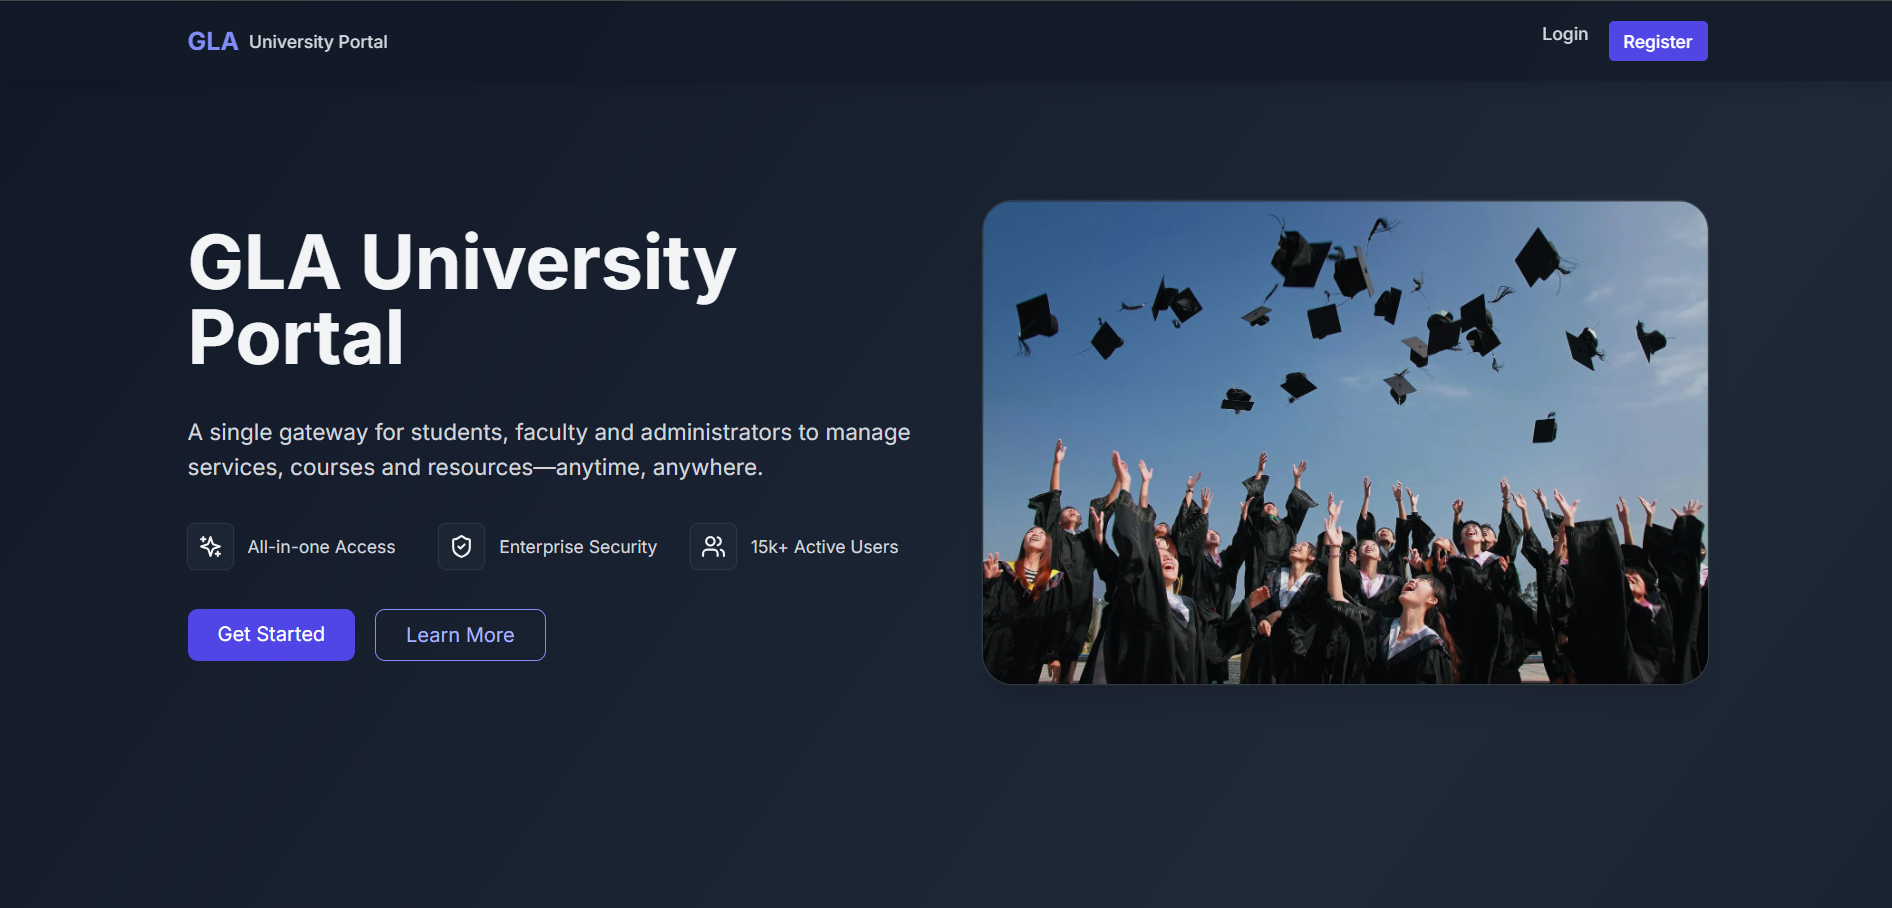 GLA University Portal
Login
Register
GLA University
Portal
A single gateway for students, faculty and administrators to manage
services, courses and resources—anytime, anywhere.
All-in-one Access
Enterprise Security
15k+ Active Users
Get Started
Learn More